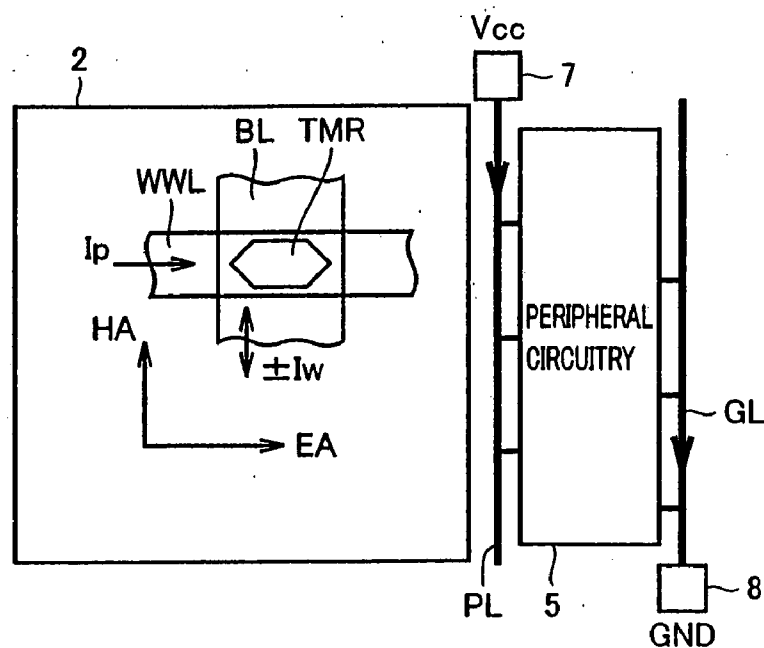 Vcc
2
7
BL TMR
WWL
Ip
HA
PERIPHERAL
CIRCUITRY
±Iw
GL
EA
PL
5
8
GND